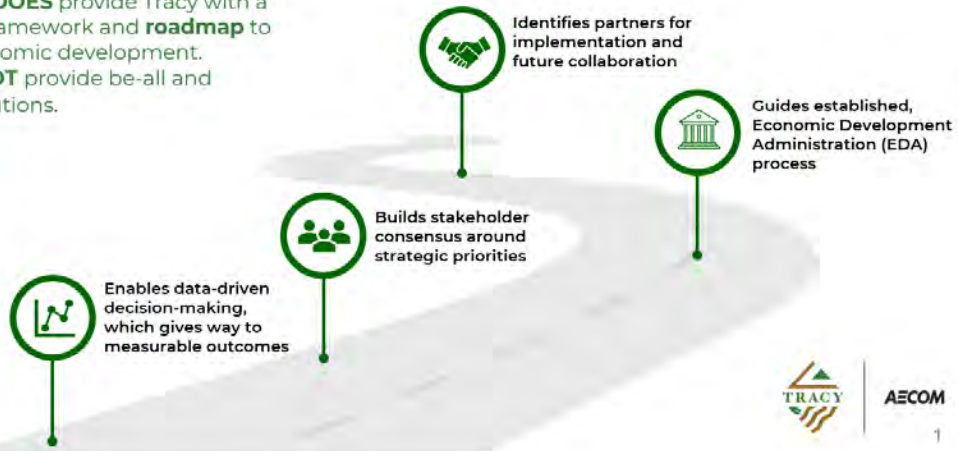 DOES provide Tracy with a
framework and roadmap to
omic development.
OT provide be-all and
utions.
Identifies partners for
implementation and
future collaboration
Guides established,
Economic Development
Administration (EDA)
process
Builds stakeholder
consensus around
strategic priorities
Enables data-driven
decision-making,
which gives way to
measurable outcomes
TRACY
AECOM
1